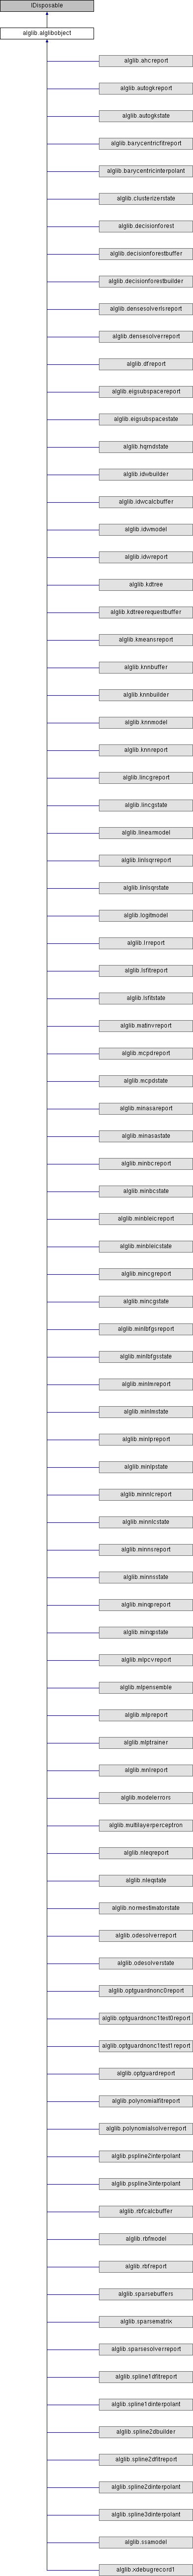 IDisposable
alglib.alglibobject
alglib.ahcreport
alglib.autogkreport
alglib.autogkstate
alglib.barycentricfitreport
alglib.barycentricinterpolant
alglib.clusterizerstate
alglib.decisionforest
alglib.decisionforestbuffer
alglib.decisionforestbuilder
alglib.densesolverlsreport
alglib.densesolverreport
alglib.dfreport
alglib.eigsubspacereport
alglib.eigsubspacestate
alglib.hqrndstate
alglib.idwbuilder
alglib.idwcalcbuffer
alglib.idwmodel
alglib.idwreport
alglib.kdtree
alglib.kdtreerequestbuffer
alglib.kmeansreport
alglib.knnbuffer
alglib.knnbuilder
alglib.knnmodel
alglib.knnreport
alglib.lincgreport
alglib.lincgstate
alglib.linearmodel
alglib.linlsqrreport
alglib.linlsqrstate
alglib.logitmodel
alglib.lrreport
alglib.lsfitreport
alglib.lsfitstate
alglib.matinvreport
alglib.mcpdreport
alglib.mcpdstate
alglib.minasareport
alglib.minasastate
alglib.minbcreport
alglib.minbcstate
alglib.minbleicreport
alglib.minbleicstate
alglib.mincgreport
alglib.mincgstate
alglib.minlbfgsreport
alglib.minlbfgsstate
alglib.minlmreport
alglib.minlmstate
alglib.minlpreport
alglib.minlpstate
alglib.minnlcreport
alglib.minnlcstate
alglib.minnsreport
alglib.minnsstate
alglib.minqpreport
alglib.minqpstate
alglib.mlpcvreport
alglib.mlpensemble
alglib.mlpreport
alglib.mlptrainer
alglib.mnlreport
alglib.modelerrors
alglib.multilayerperceptron
alglib.nleqreport
alglib.nleqstate
alglib.normestimatorstate
alglib.odesolverreport
alglib.odesolverstate
alglib.optguardnonc0report
alglib.optguardnonc1test0report
alglib.optguardnonc1test1report
alglib.optguardreport
alglib.polynomialfitreport
alglib.polynomialsolverreport
alglib.pspline2interpolant
alglib.pspline3interpolant
alglib.rbfcalcbuffer
alglib.rbfmodel
alglib.rbfreport
alglib.sparsebuffers
alglib.sparsematrix
alglib.sparsesolverreport
alglib.spline1dfitreport
alglib.spline1dinterpolant
alglib.spline2dbuilder
alglib.spline2dfitreport
alglib.spline2dinterpolant
alglib.spline3dinterpolant
alglib.ssamodel
alglib.xdebugrecord1